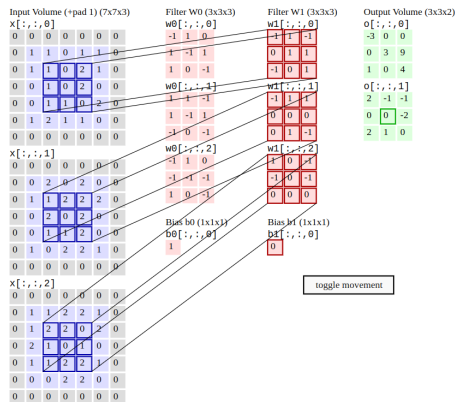 Input Volume (+pad 1) (7x7x3)
x[:,:,0]
0 0 0 0 0 0 0
0 1 1 0 1 1 0
0 1 1 0 2 1 0
0 0 1 0 2 0 0
0 0 1 1 0 2 0
0 1 2 1 1 0 0
0 0 0 0 0 0 0
x[:,:,1]
0 0 0 0 0 0 0
0 0 2 0 2 0 0
0 1 1 2 2 2 0
0 0 2 0 2 0 0
0 0 1 1 2 0 0
0 1 0 2 2 1 0
0 0 0 0 0 0 0
x[:,:,2]
0 0 0 0 0 0 0
0 1 1 2 2 1 0
0 1 2 2 0 2 0
0 2 1 0 1 0 0
0 1 1 2 2 1 0
0 0 0 2 2 0 0
0 0 0 0 0 0 0
Filter W0 (3x3x3)
w0[:,:,0]
-1 1 0
1 -1 1
1 0 -1
w0[:,:,1]
1 1 -1
1 -1 1
-1 0 -1
w0[:,:,2]
-1 1 0
-1 -1 -1
1 0 -1
Bias b0 (1x1x1)
b0[:,:,0]
1
Filter W1 (3x3x3)
w1[:,:,0]
-1 1 -1
0 1 1
-1 0 1
w1[:,:,1]
-1 1 1
0 0 0
0 1 -1
w1[:,:,2]
1 0 -1
-1 0 -1
0 0 0
Bias b1 (1x1x1)
b1[:,:,0]
0
Output Volume (3x3x2)
o[:,:,0]
-3 0 0
0 3 9
1 0 4
o[:,:,1]
2 -1 -1
0 0 -2
2 1 0
toggle movement